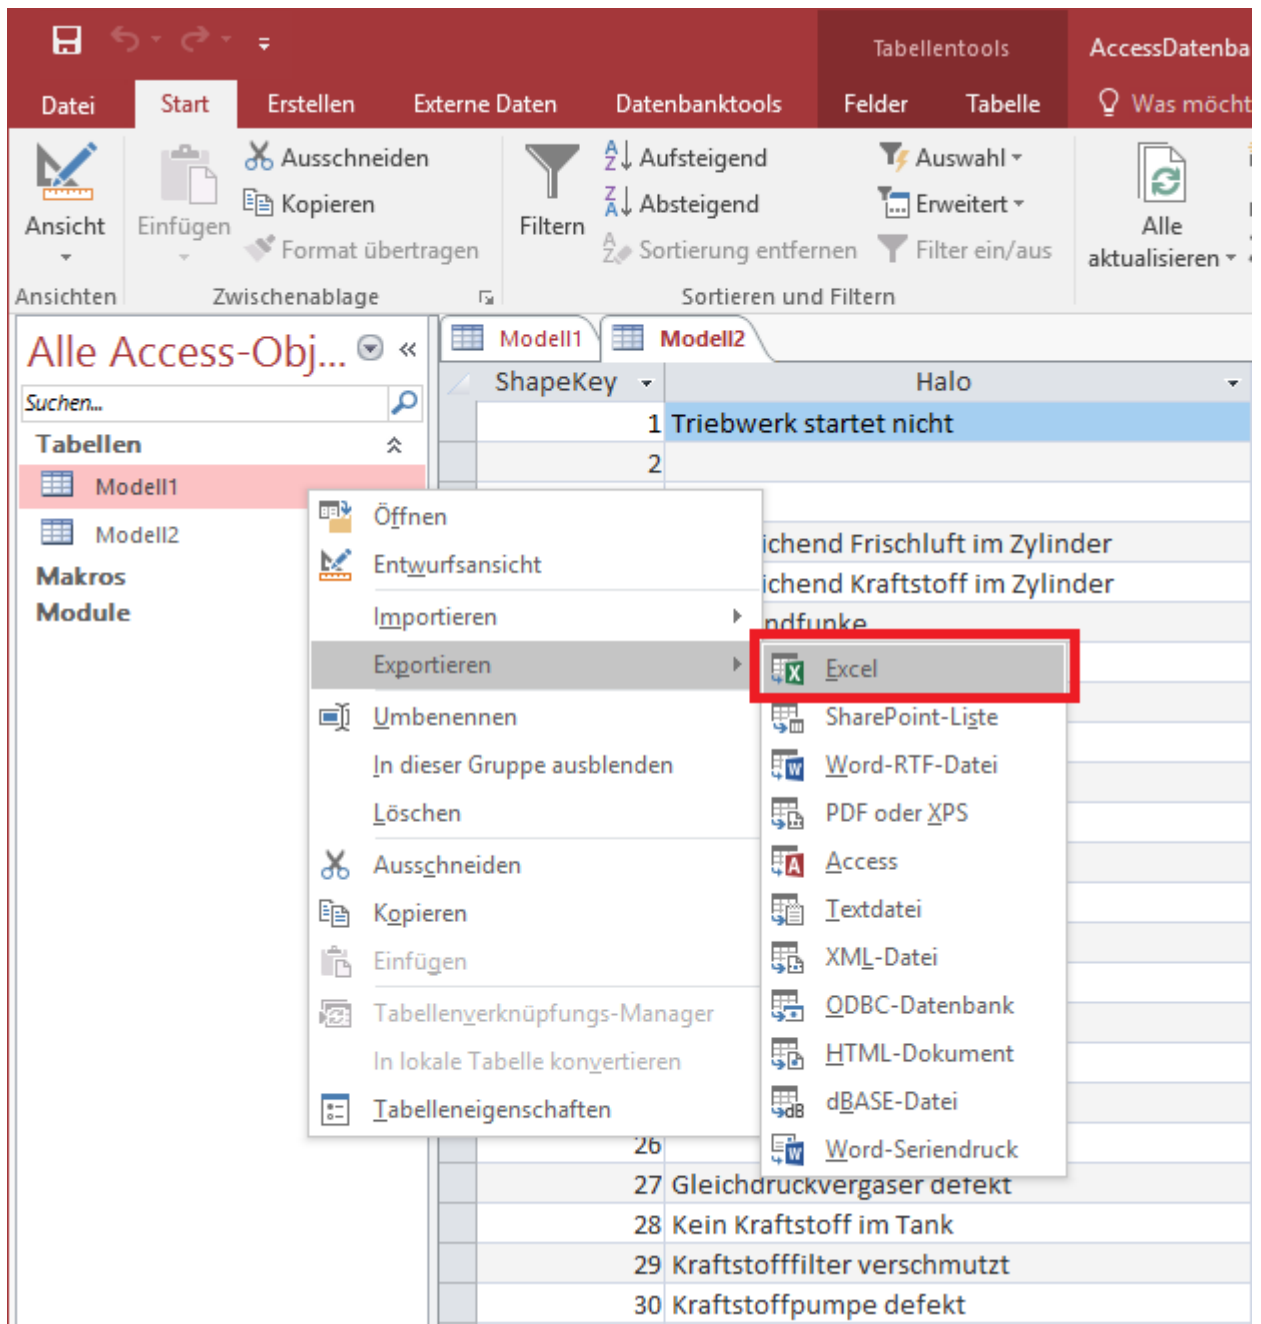 Tabellentools
AccessDatenba
Datei
Start
Erstellen
Externe Daten
Datenbanktools
Felder
Tabelle
Was möcht
Ansicht
Einfügen
Ausschneiden
Kopieren
Format übertragen
Filtern
Aufsteigend
Absteigend
Sortierung entfernen
Auswahl
Erweitert
Filter ein/aus
Alle
aktualisieren
Ansichten
Zwischenablage
Sortieren und Filtern
Alle Access-Obj...
Suchen...
Tabellen
Modell1
Modell2
Makros
Module
Modell1
Modell2
ShapeKey
Halo
1 Triebwerk startet nicht
2
ichend Frischluft im Zylinder
ichend Kraftstoff im Zylinder
ndfunke
Öffnen
Entwurfsansicht
Importieren
Exportieren
Umbenennen
In dieser Gruppe ausblenden
Löschen
Ausschneiden
Kopieren
Einfügen
Tabellenverknüpfungs-Manager
In lokale Tabelle konvertieren
Tabelleneigenschaften
Excel
SharePoint-Liste
Word-RTF-Datei
PDF oder XPS
Access
Textdatei
XML-Datei
ODBC-Datenbank
HTML-Dokument
dBASE-Datei
Word-Seriendruck
26
27 Gleichdruckvergaser defekt
28 Kein Kraftstoff im Tank
29 Kraftstofffilter verschmutzt
30 Kraftstoffpumpe defekt